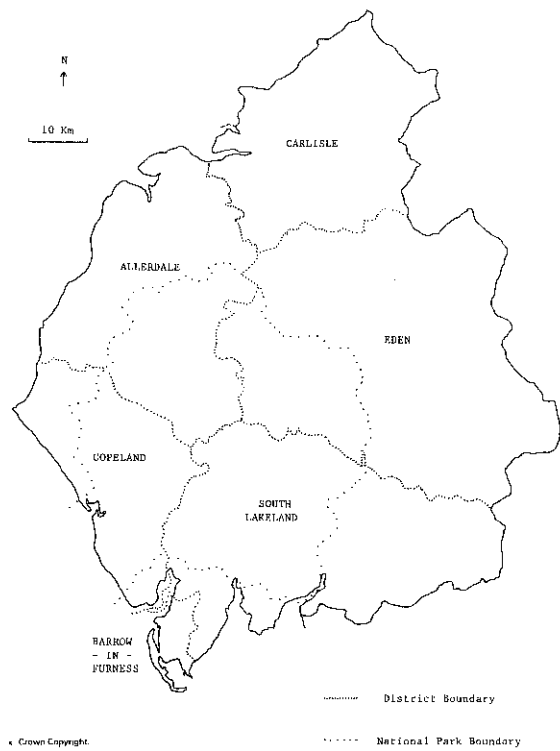 N
10 Km
CARLISLE
ALLERDALE
EDEN
COPELAND
SOUTH
LAKELAND
BARROW
- IN -
FURNESS
District Boundary
National Park Boundary
Crown Copyright.